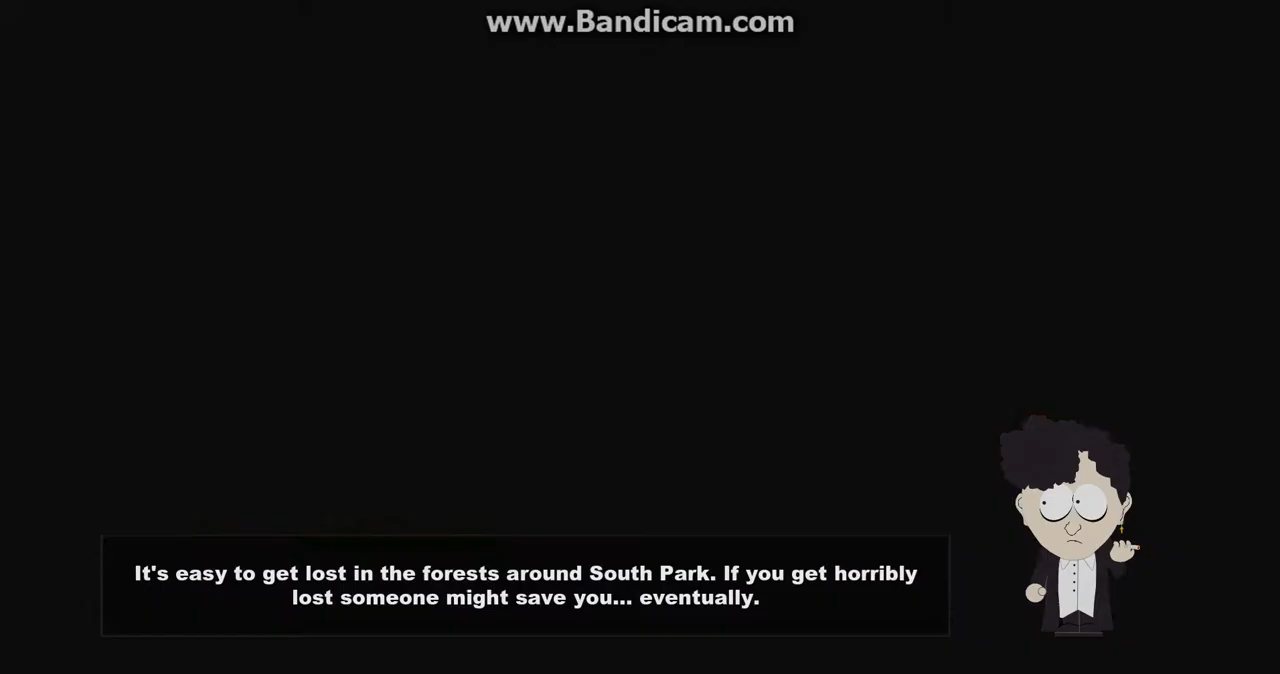 www.Bandicam.com
It's easy to get lost in the forests around South Park. If you get horribly
lost someone might save you... eventually.